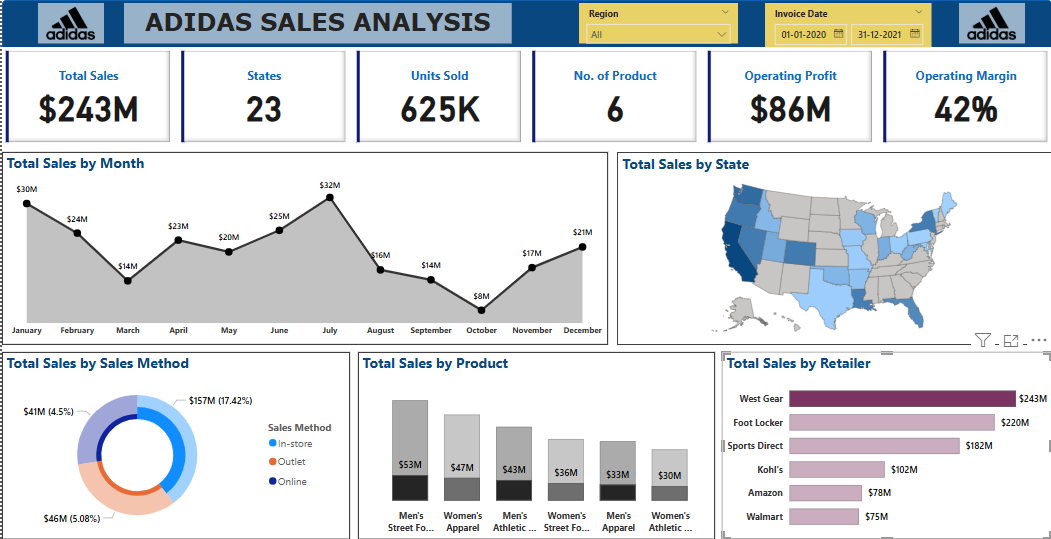 adidas
ADIDAS SALES ANALYSIS
Region
All
Invoice Date
01-01-2020
31-12-2021
adidas
Total Sales
$243M
States
23
Units Sold
625K
No. of Product
6
Operating Profit
$86M
Operating Margin
42%
Total Sales by Month
$30M
$24M
$14M
$23M
$20M
$25M
$32M
$16M
$14M
$8M
$17M
$21M
January February March April May June July August September October November December
Total Sales by State
Total Sales by Sales Method
$41M (4.5%)
$157M (17.42%)
$46M (5.08%)
Sales Method
In-store
Outlet
Online
Total Sales by Product
$53M
$47M
$43M
$36M
$33M
$30M
Men's Street Fo...
Women's Apparel
Men's Athletic ...
Women's Street Fo...
Men's Apparel
Women's Athletic ...
Total Sales by Retailer
West Gear $243M
Foot Locker $220M
Sports Direct $182M
Kohl's $102M
Amazon $78M
Walmart $75M